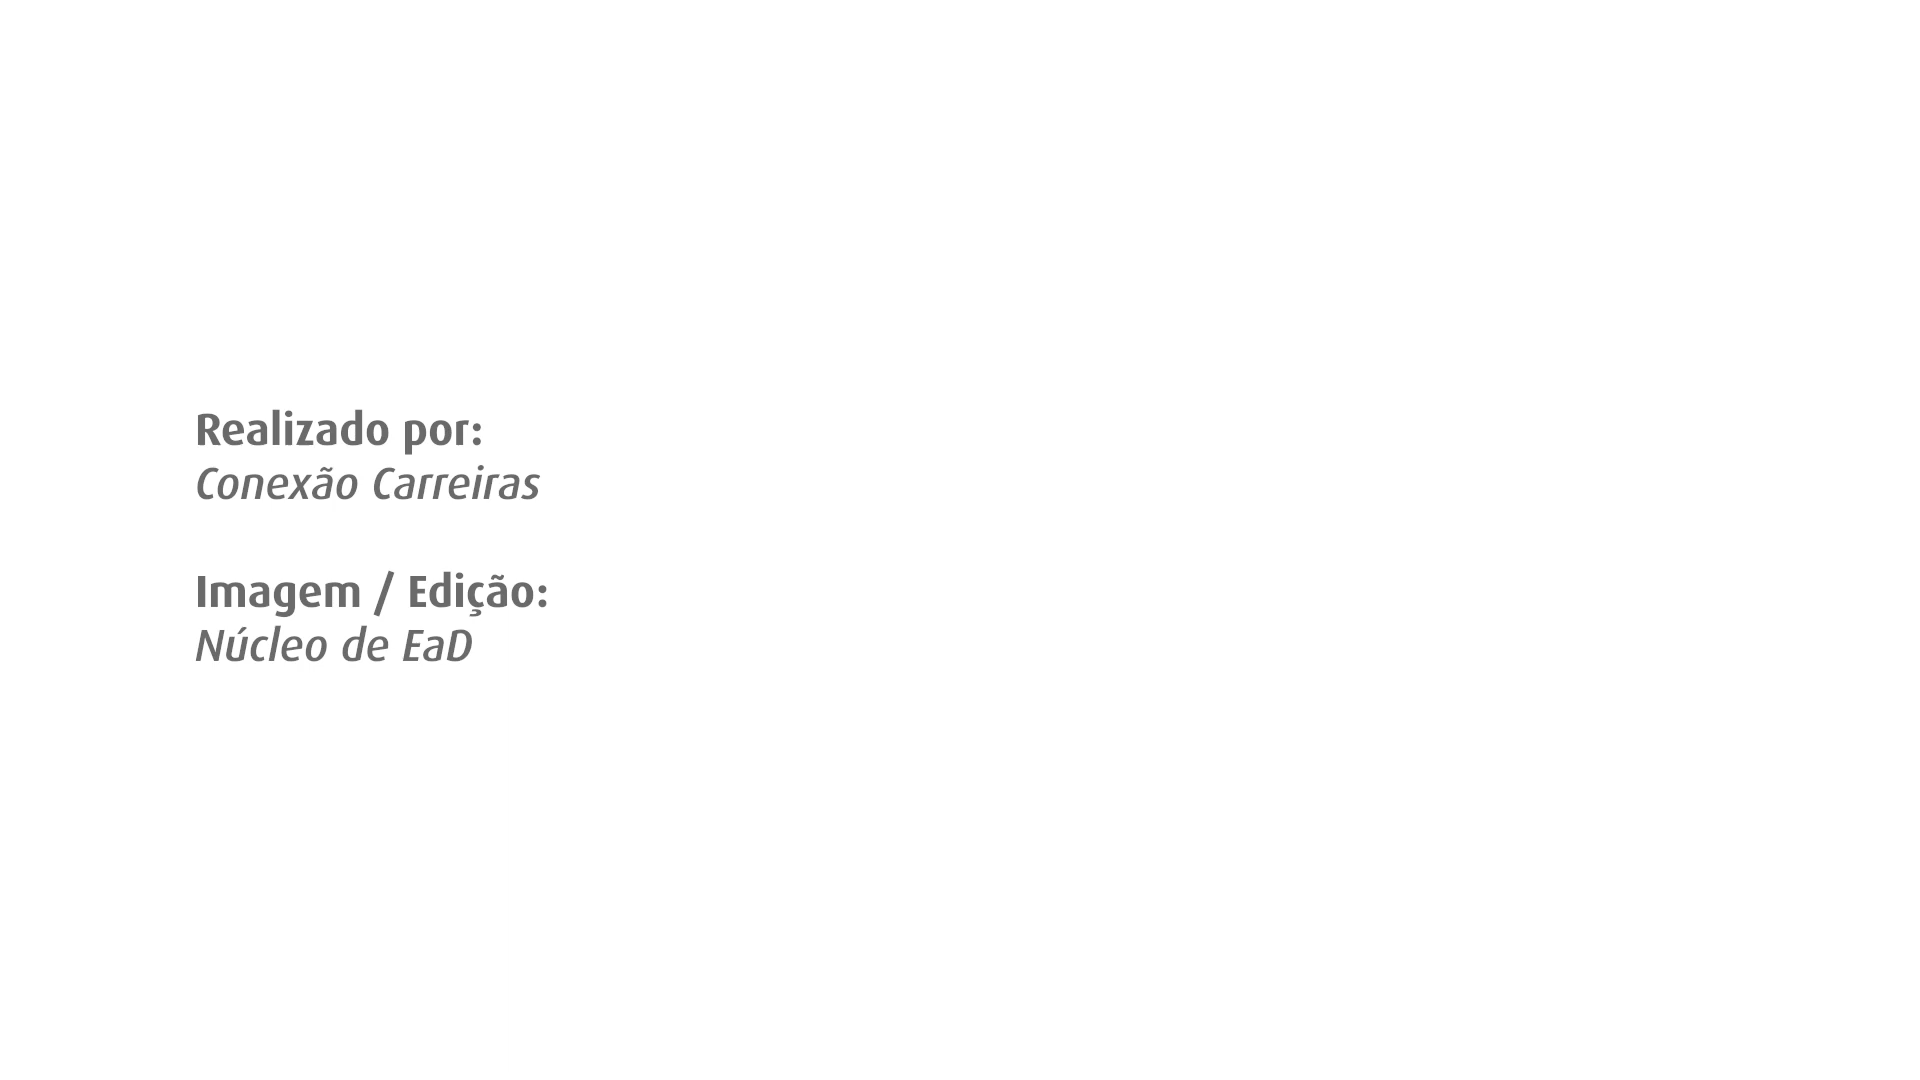 Realizado por:
Conexão Carreiras
Imagem / Edição:
Núcleo de EaD